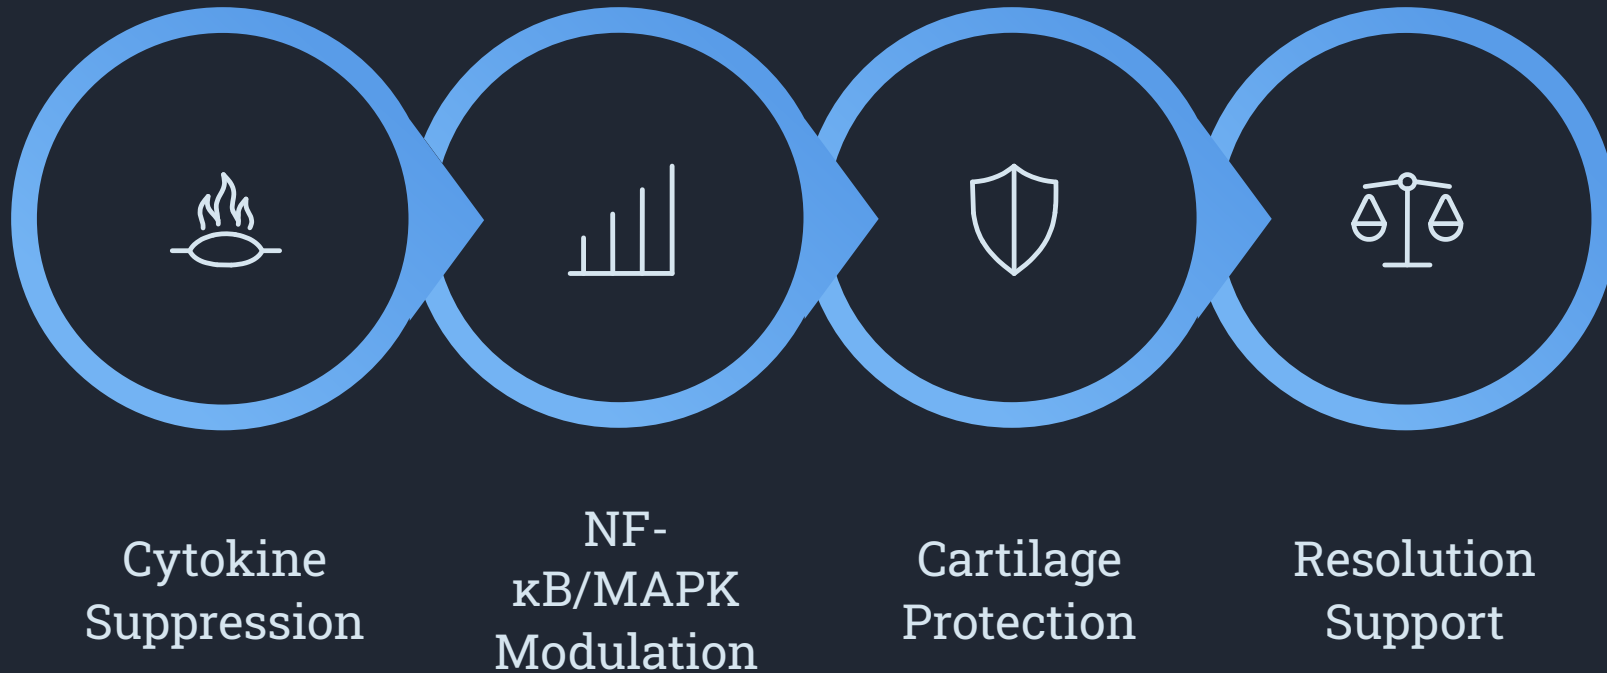 Cytokine
Suppression
NF-
κB/MAPK
Modulation
Cartilage
Protection
Resolution
Support